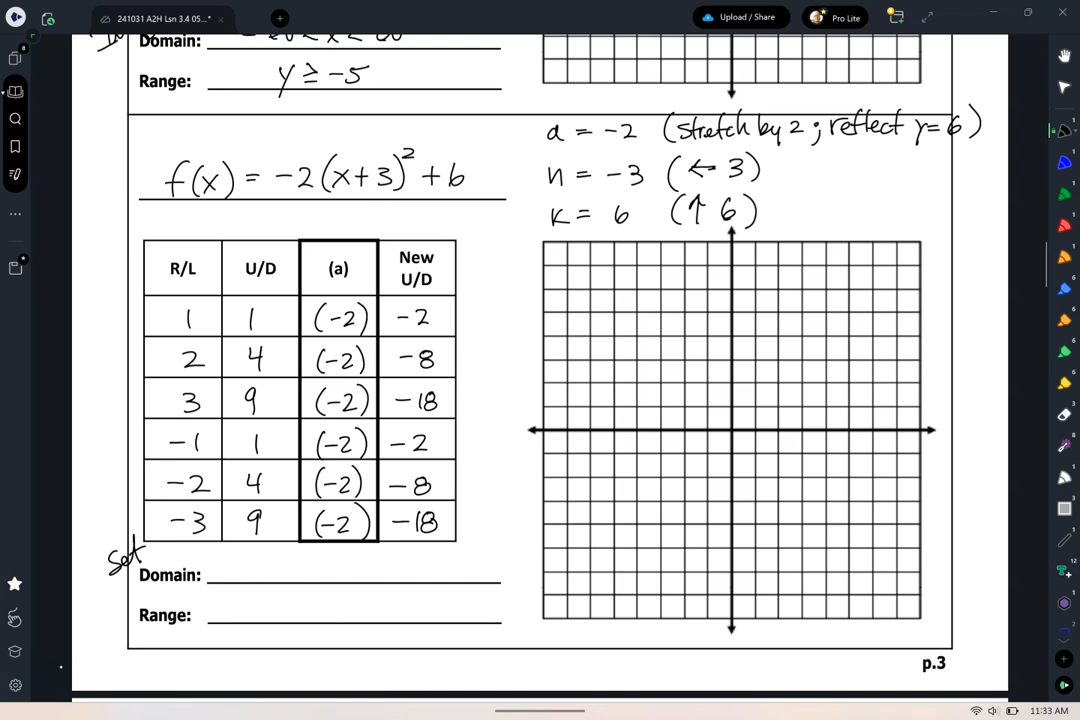 241031 A2H Lsn 3.4 05...*
Upload / Share
Pro Lite
Domain:
Range: y ≥ -5
a = -2 (stretch by 2; reflect y=6)
f(x) = -2(x+3)² + 6
h = -3 (← 3)
k = 6 (↑ 6)
R/L U/D (a) New U/D
1 1 (-2) -2
2 4 (-2) -8
3 9 (-2) -18
-1 1 (-2) -2
-2 4 (-2) -8
-3 9 (-2) -18
set
Domain:
Range:
p.3
11:33 AM